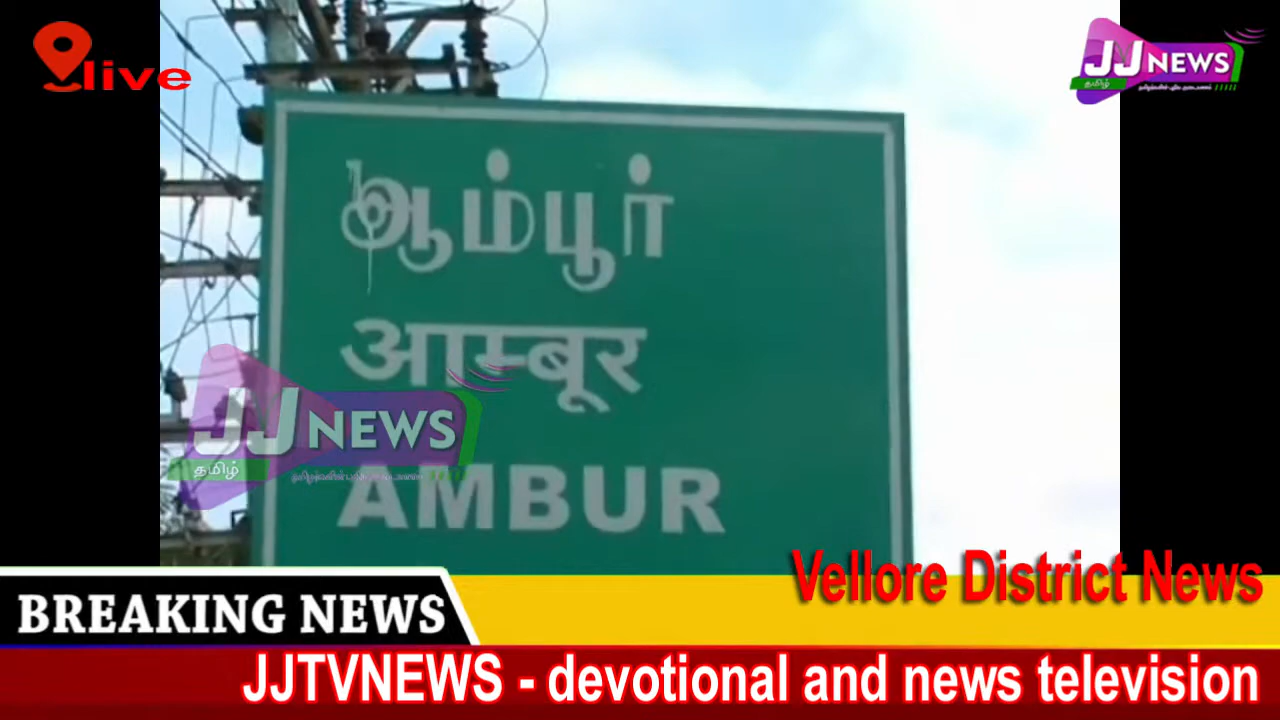 live
JJ NEWS
தமிழ்
ஆம்பூர்
आम्बूर
JJ NEWS
தமிழ்
AMBUR
Vellore District News
BREAKING NEWS
JJTVNEWS - devotional and news television